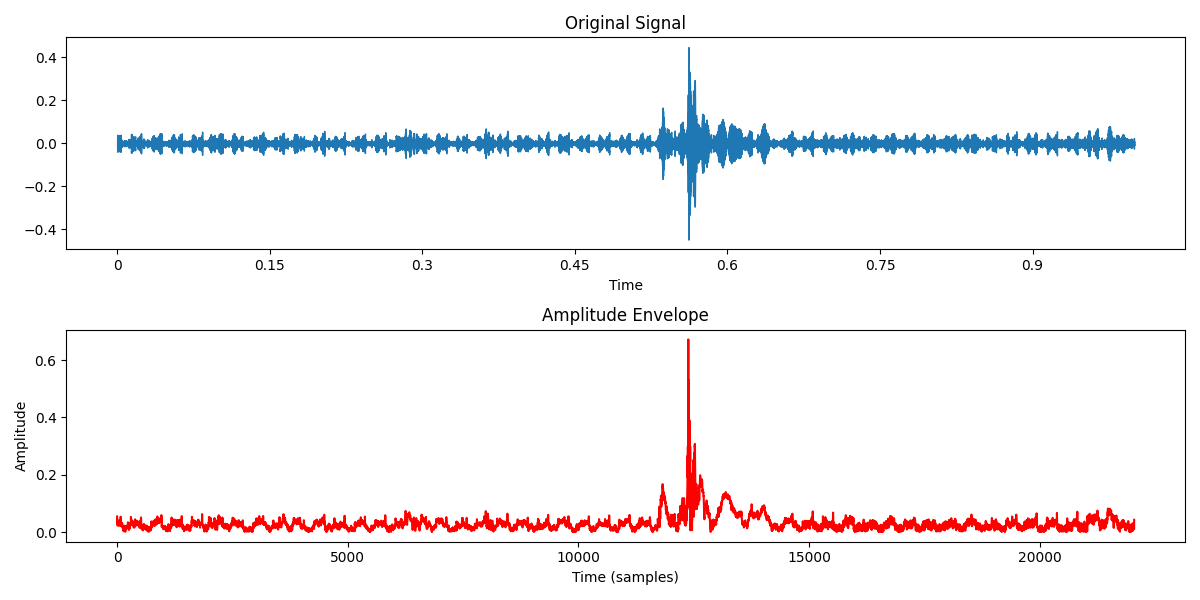 Original Signal
0.4
0.2
0.0
−0.2
−0.4
0 0.15 0.3 0.45 0.6 0.75 0.9
Time
Amplitude Envelope
Amplitude
0.6
0.4
0.2
0.0
0 5000 10000 15000 20000
Time (samples)